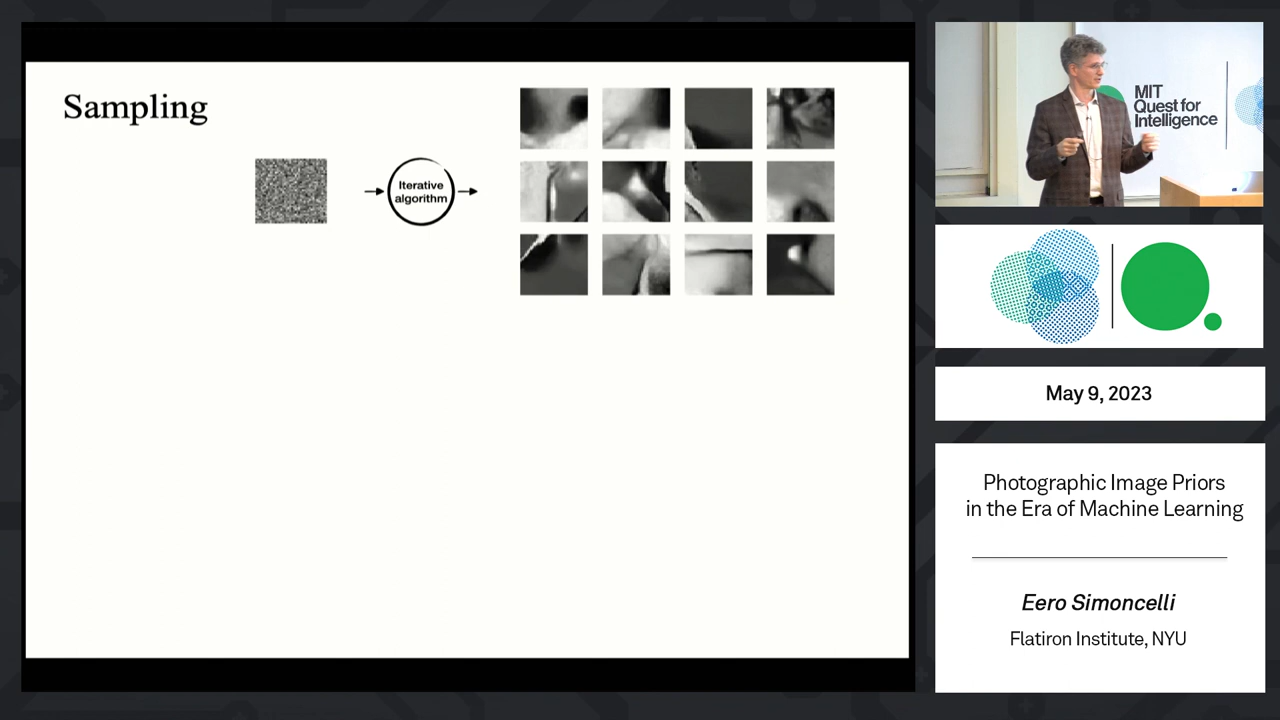 Sampling
Iterative
algorithm
MIT
Quest for
Intelligence
May 9, 2023
Photographic Image Priors
in the Era of Machine Learning
Eero Simoncelli
Flatiron Institute, NYU